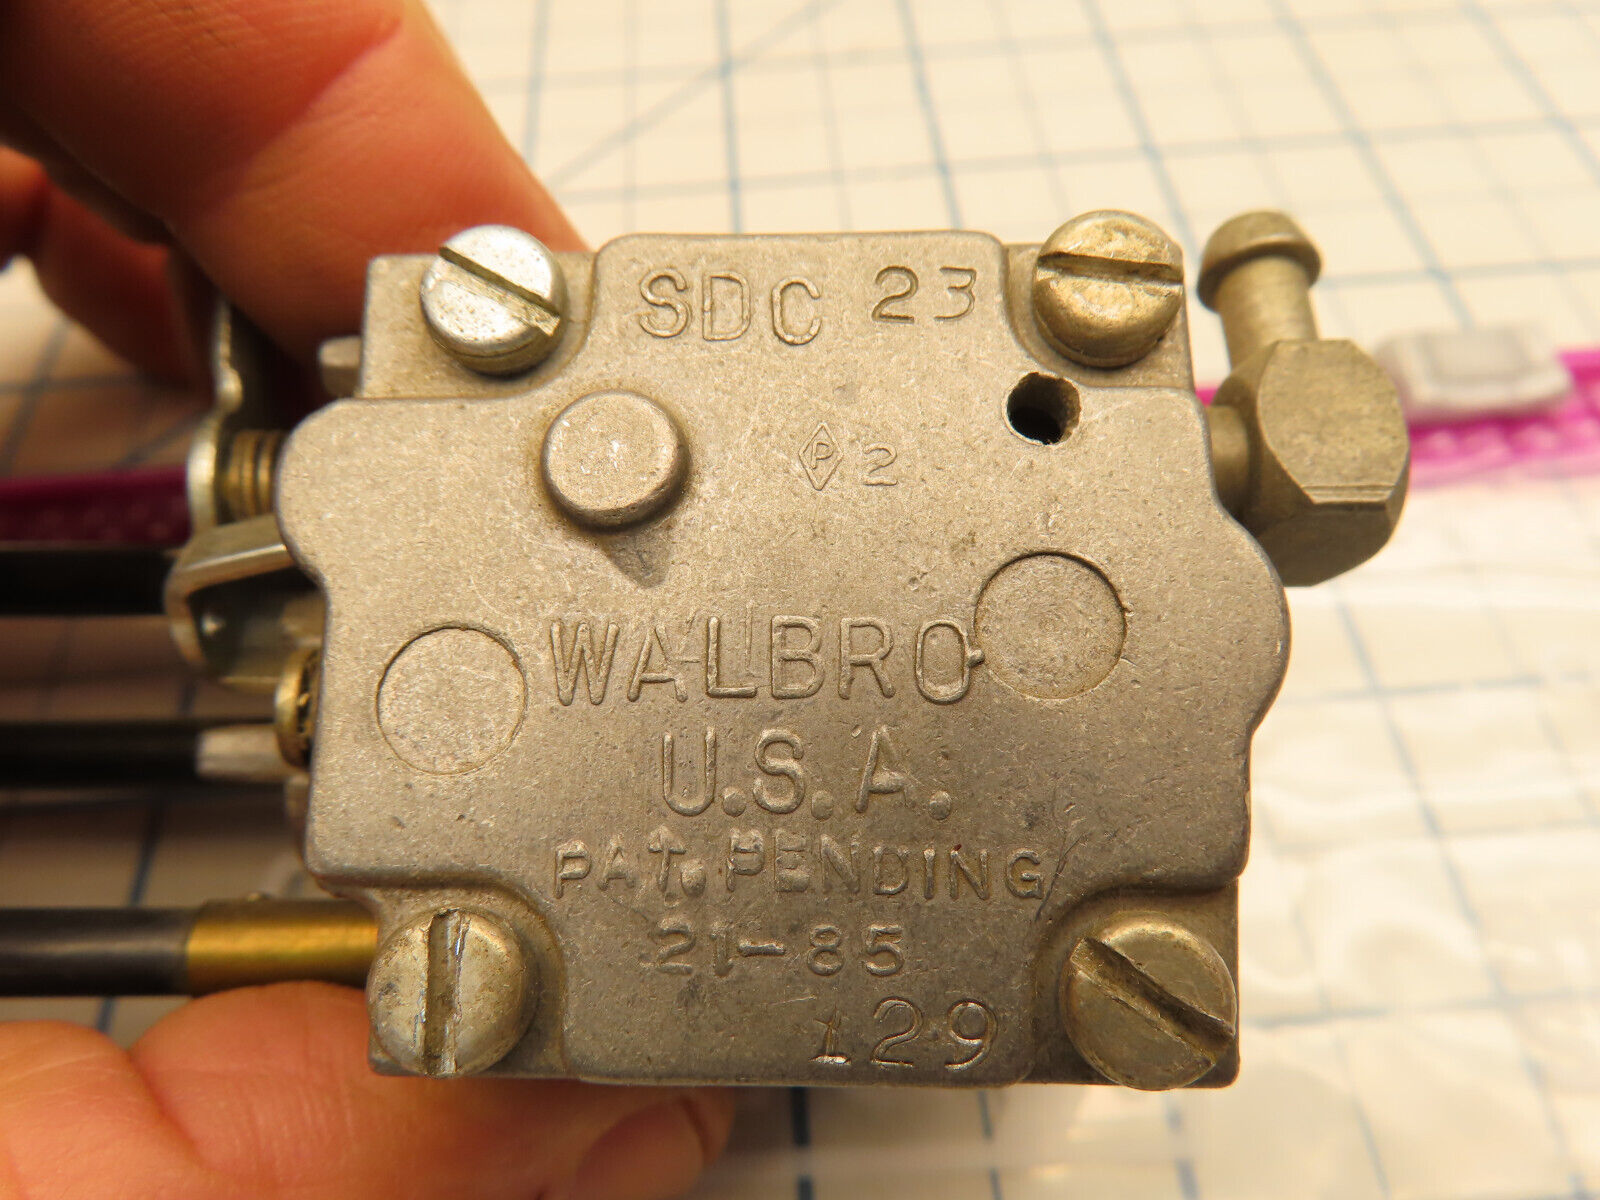 SDC 23
P 2
WALBRO
U.S.A.
PAT. PENDING
21-85
129